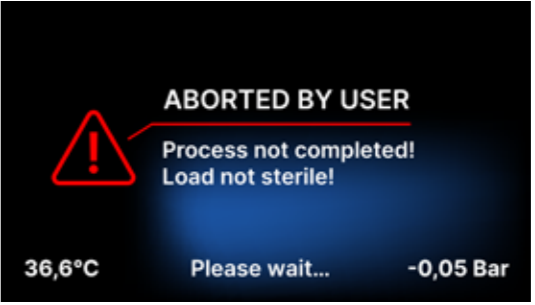 ABORTED BY USER
Process not completed!
Load not sterile!
36,6°C Please wait... -0,05 Bar